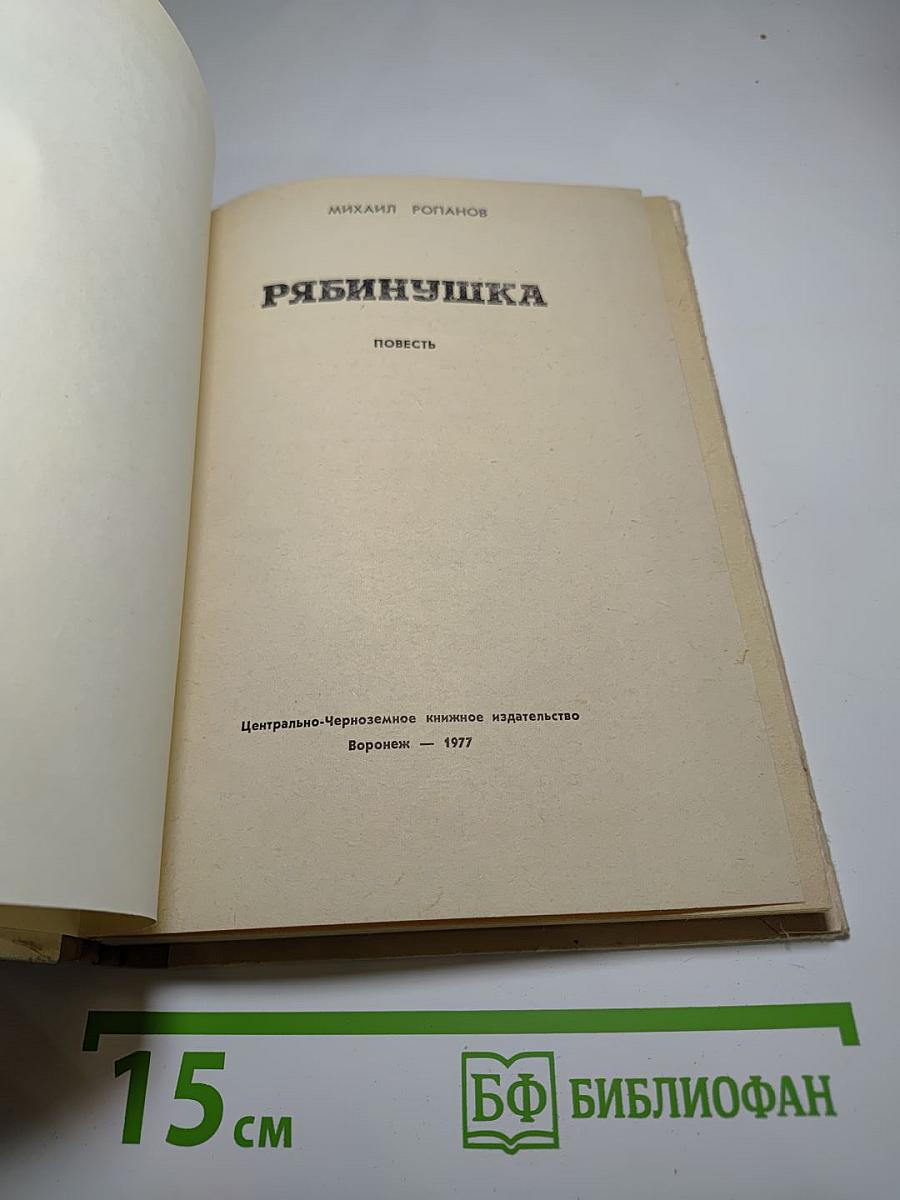 МИХАИЛ РОПАНОВ
РЯБИНУШКА
ПОВЕСТЬ
Центрально-Черноземное книжное издательство
Воронеж — 1977
15 см
БФ БИБЛИОФАН